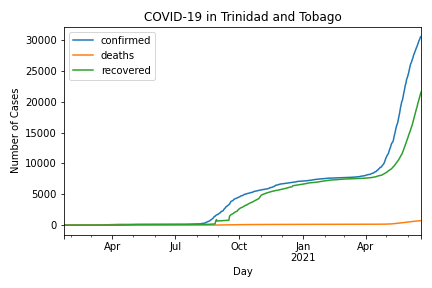 COVID-19 in Trinidad and Tobago
confirmed
deaths
recovered
Number of Cases
30000
25000
20000
15000
10000
5000
0
Apr
Jul
Oct
Jan
2021
Apr
Day